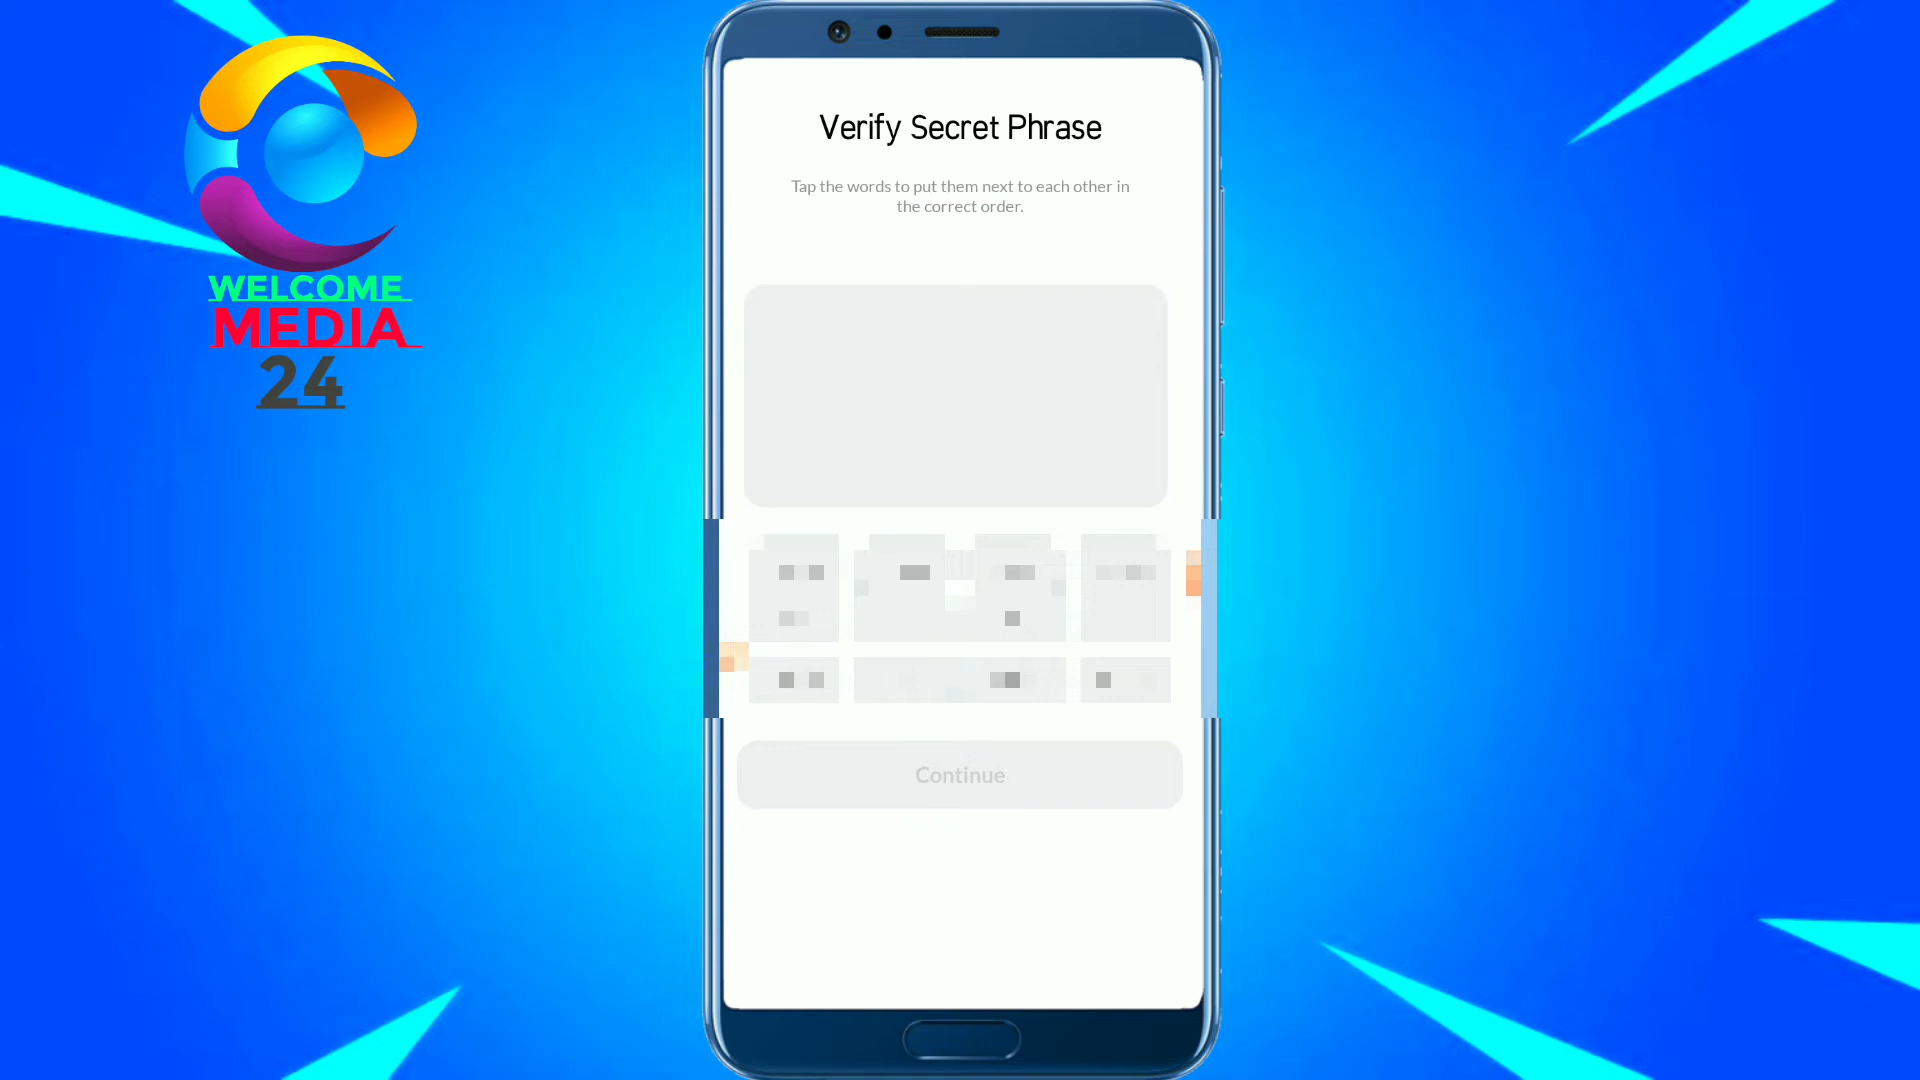 WELCOME
MEDIA
24
Verify Secret Phrase
Tap the words to put them next to each other in
the correct order.
Continue